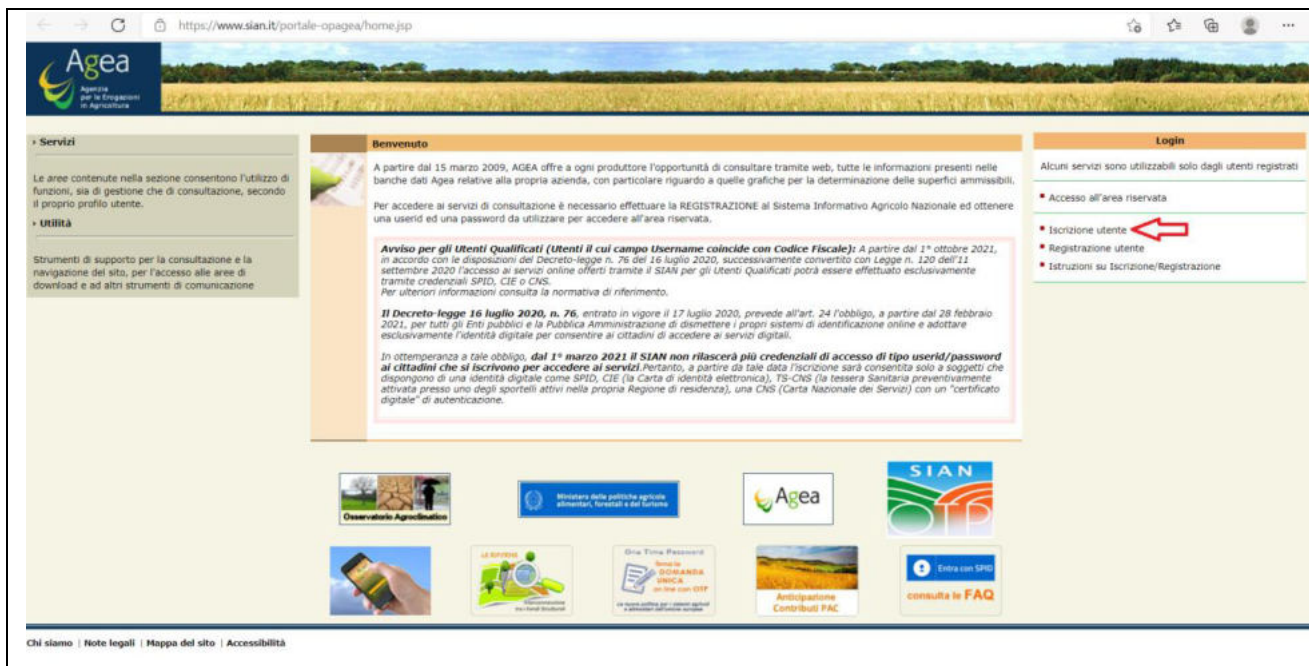 https://www.sian.it/portale-opagea/home.jsp
Agea
Agenzia
per le Erogazioni
in Agricoltura
Servizi
Le aree contenute nella sezione consentono l'utilizzo di
funzioni, sia di gestione che di consultazione, secondo
il proprio profilo utente.
Utilità
Strumenti di supporto per la consultazione e la
navigazione del sito, per l'accesso alle aree di
download e ad altri strumenti di comunicazione
Benvenuto
A partire dal 15 marzo 2009, AGEA offre a ogni produttore l'opportunità di consultare tramite web, tutte le informazioni presenti nelle
banche dati Agea relative alla propria azienda, con particolare riguardo a quelle grafiche per la determinazione delle superfici ammissibili.
Per accedere ai servizi di consultazione è necessario effettuare la REGISTRAZIONE al Sistema Informativo Agricolo Nazionale ed ottenere
una userid ed una password da utilizzare per accedere all'area riservata.
Avviso per gli Utenti Qualificati (Utenti il cui campo Username coincide con Codice Fiscale): A partire dal 1° ottobre 2021,
in accordo con le disposizioni del Decreto-legge n. 76 del 16 luglio 2020, successivamente convertito con Legge n. 120 dell'11
settembre 2020 l'accesso ai servizi online offerti tramite il SIAN per gli Utenti Qualificati potrà essere effettuato esclusivamente
tramite credenziali SPID, CIE o CNS.
Per ulteriori informazioni consulta la normativa di riferimento.
Il Decreto-legge 16 luglio 2020, n. 76, entrato in vigore il 17 luglio 2020, prevede all'art. 24 l'obbligo, a partire dal 28 febbraio
2021, per tutti gli Enti pubblici e la Pubblica Amministrazione di dismettere i propri sistemi di identificazione online e adottare
esclusivamente l'identità digitale per consentire ai cittadini di accedere ai servizi digitali.
In ottemperanza a tale obbligo, dal 1° marzo 2021 il SIAN non rilascerà più credenziali di accesso di tipo userid/password
ai cittadini che si iscrivono per accedere ai servizi.Pertanto, a partire da tale data l'iscrizione sarà consentita solo a soggetti che
dispongono di una identità digitale come SPID, CIE (la Carta di identità elettronica), TS-CNS (la tessera Sanitaria preventivamente
attivata presso uno degli sportelli attivi nella propria Regione di residenza), una CNS (Carta Nazionale dei Servizi) con un "certificato
digitale" di autenticazione.
Login
Alcuni servizi sono utilizzabili solo dagli utenti registrati
Accesso all'area riservata
Iscrizione utente
Registrazione utente
Istruzioni su Iscrizione/Registrazione
Osservatorio Agroclimatico
Ministero delle politiche agricole
alimentari, forestali e del turismo
Agea
SIAN
OTP
One Time Password
firma la
DOMANDA
UNICA
on line con OTP
Anticipazione
Contributi PAC
Entra con SPID
consulta le FAQ
Chi siamo | Note legali | Mappa del sito | Accessibilità